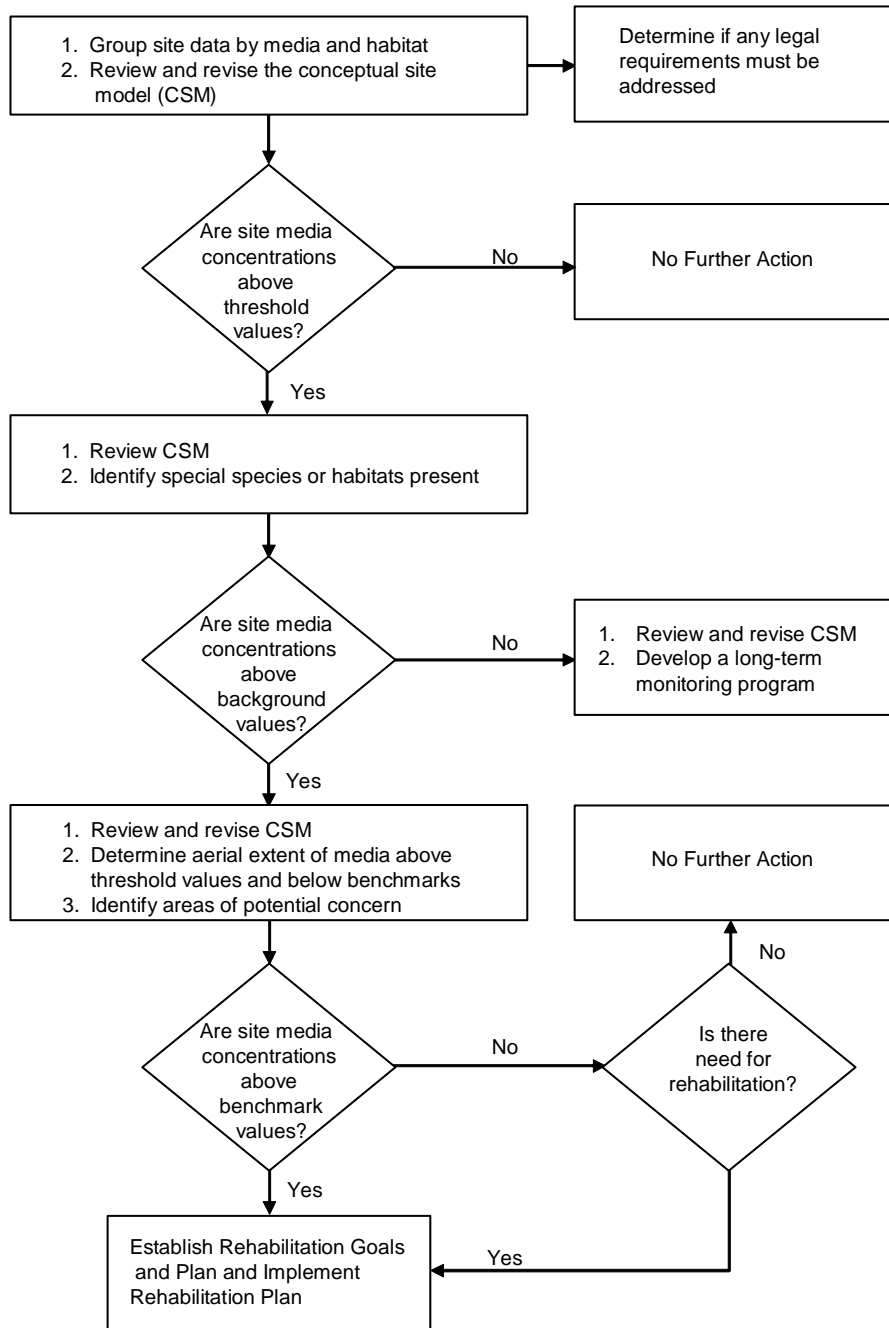 1. Group site data by media and habitat
2. Review and revise the conceptual site
model (CSM)
Determine if any legal
requirements must be
addressed
Are site media
concentrations
above
threshold
values?
No
No Further Action
Yes
1. Review CSM
2. Identify special species or habitats present
Are site media
concentrations
above
background
values?
No
1. Review and revise CSM
2. Develop a long-term
monitoring program
Yes
1. Review and revise CSM
2. Determine aerial extent of media above
threshold values and below benchmarks
3. Identify areas of potential concern
No Further Action
No
Are site media
concentrations
above
benchmark
values?
No
Is there
need for
rehabilitation?
Yes
Establish Rehabilitation Goals
and Plan and Implement
Rehabilitation Plan
Yes